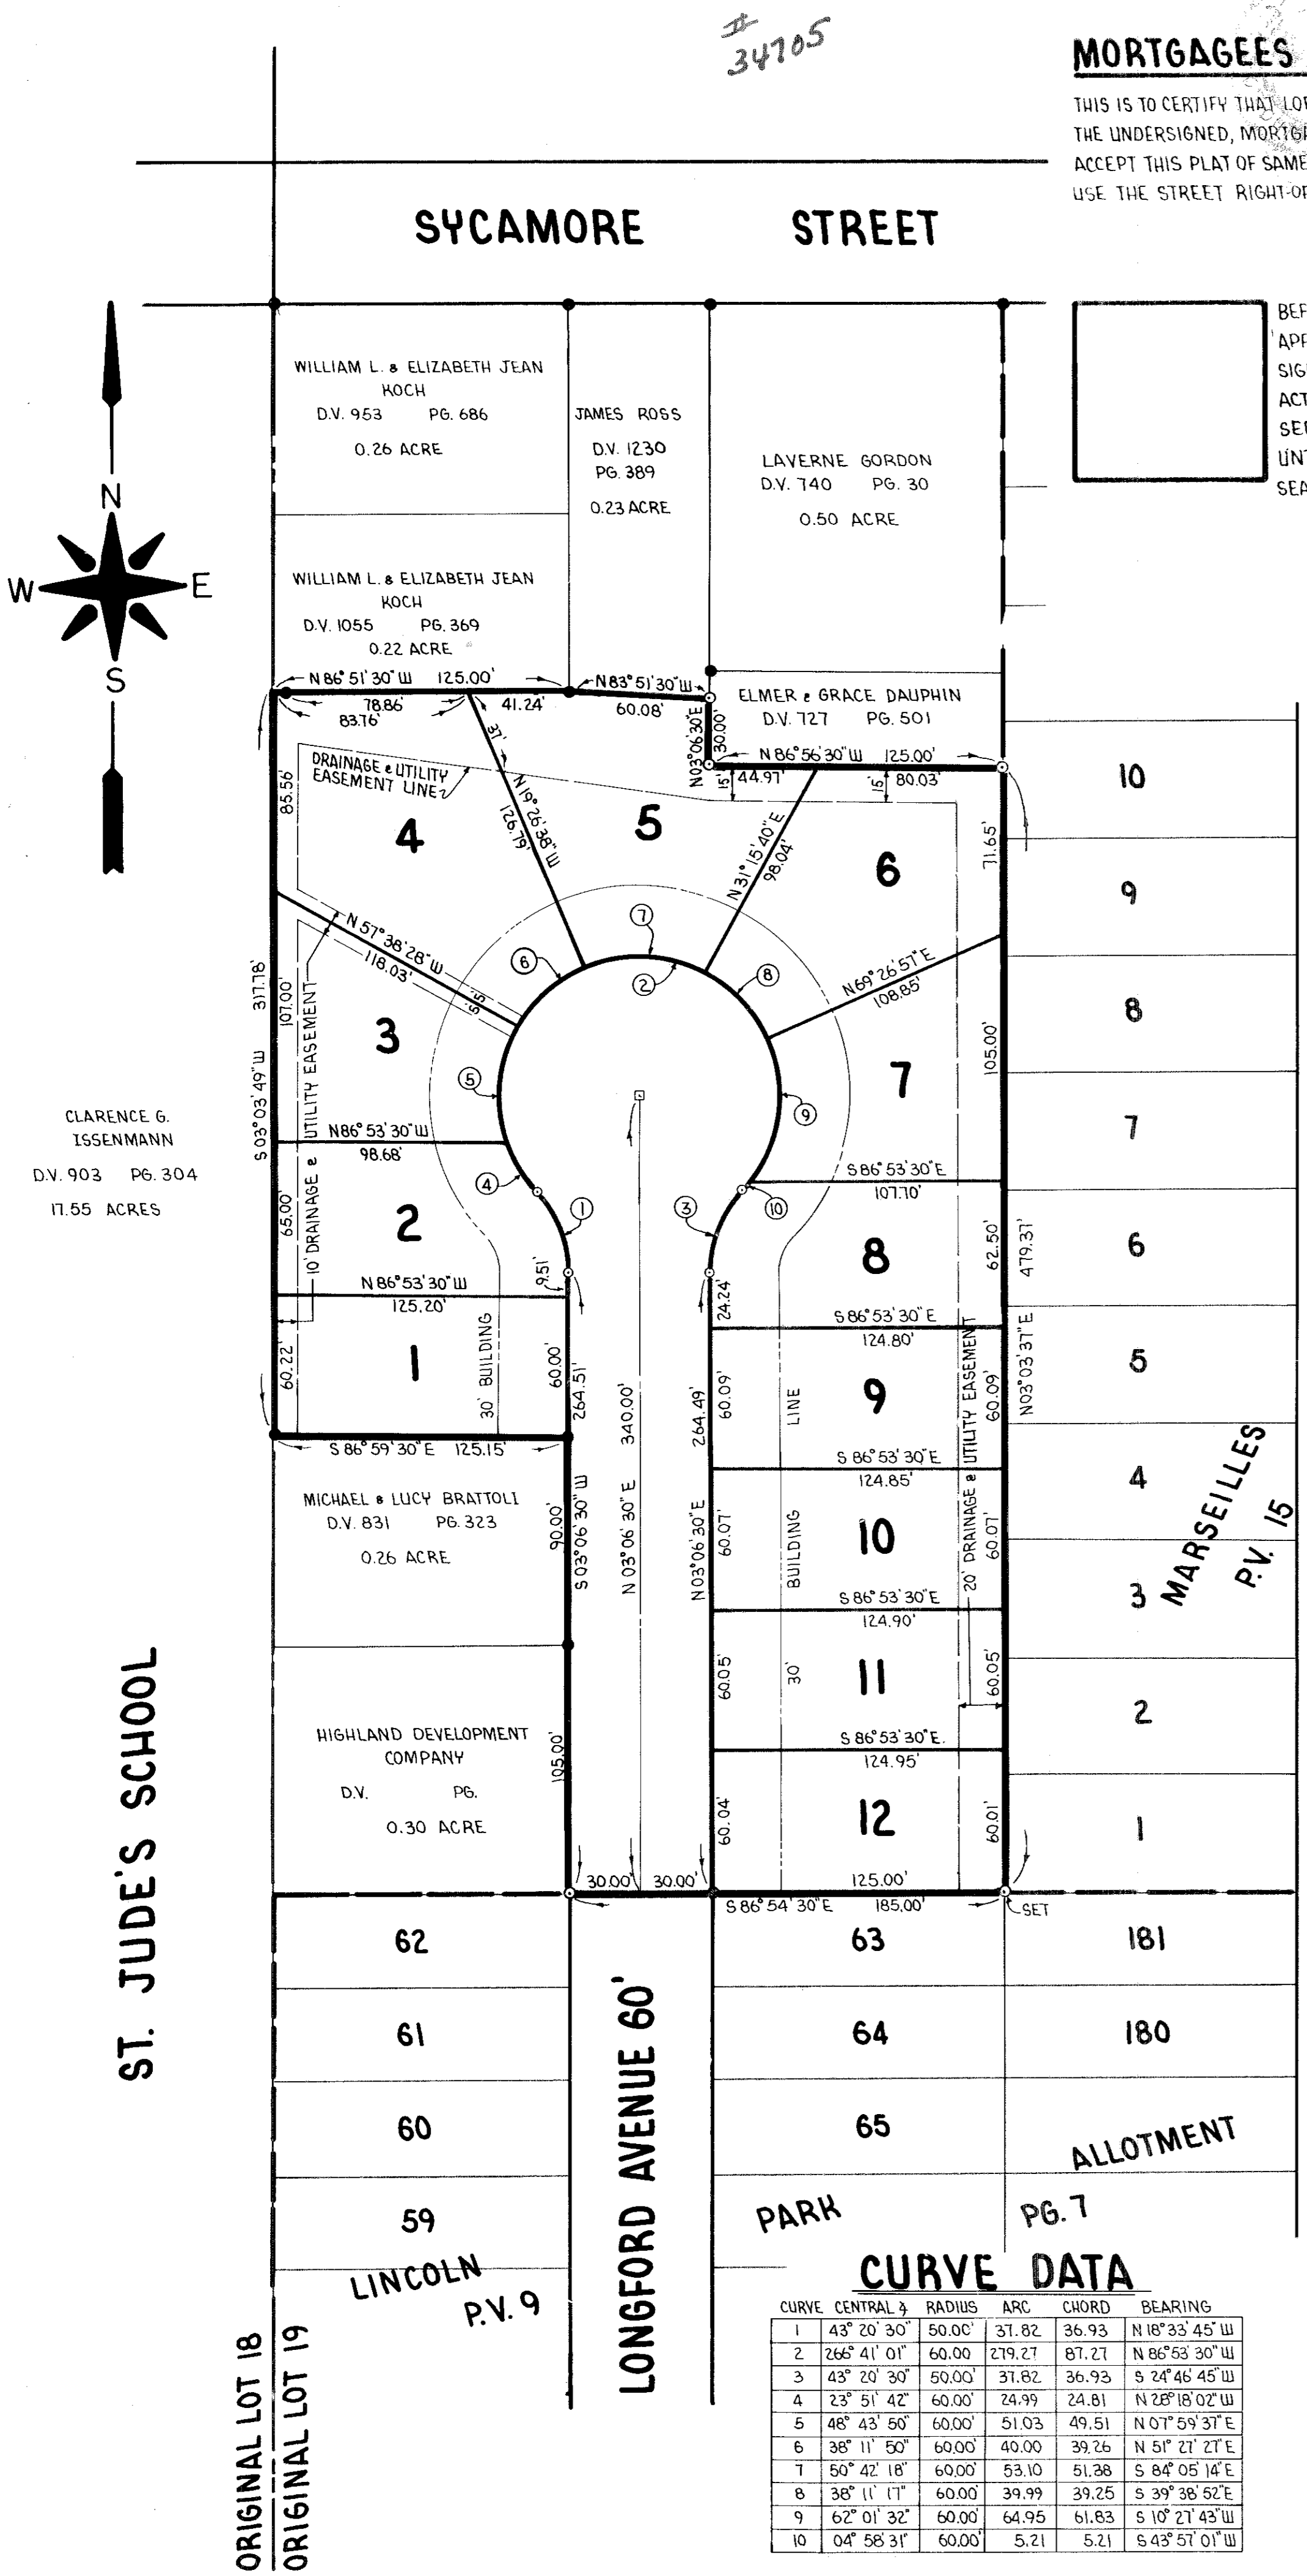 # 34705
MORTGAGEES
THIS IS TO CERTIFY THAT
THE UNDERSIGNED,
ACCEPT THIS PLAT OF SAME
USE THE STREET
SYCAMORE STREET
N
W E
S
WILLIAM L. & ELIZABETH JEAN
KOCH
D.V. 953 PG. 686
0.26 ACRE
JAMES ROSS
D.V. 1230
PG. 389
0.23 ACRE
LAVERNE GORDON
D.V. 740 PG. 30
0.50 ACRE
WILLIAM L. & ELIZABETH JEAN
KOCH
D.V. 1055 PG. 369
0.22 ACRE
N 86° 51' 30" W 125.00'
78.86'
83.76'
41.24'
N 83° 51' 30" W
60.08'
N 03° 06' 30" E
30.00'
ELMER & GRACE DAUPHIN
D.V. 727 PG. 501
N 86° 56' 30" W 125.00'
15' 44.97'
15' 80.03'
DRAINAGE & UTILITY
EASEMENT LINE
37'
N 19° 26' 38" W
126.79'
N 31° 15' 40" E
98.04'
85.56'
71.65'
4
5
6
N 57° 38' 28" W
118.03'
5' 5'
N 69° 26' 57" E
108.85'
317.78'
S 03° 03' 49" W
107.00'
10' DRAINAGE & UTILITY EASEMENT
3
7
105.00'
7
2
6
8
5
9
4
10
1
3
CLARENCE G.
ISSENMANN
D.V. 903 PG. 304
17.55 ACRES
N 86° 53' 30" W
98.68'
S 86° 53' 30" E
107.70'
65.00'
2
9.51'
N 86° 53' 30" W
125.20'
8
24.24'
62.50'
479.37'
N 03° 03' 37" E
S 86° 53' 30" E
124.80'
60.22'
1
30' BUILDING
60.00'
264.51'
S 03° 06' 30" W
N 03° 06' 30" E 340.00'
264.49'
N 03° 06' 30" E
60.09'
30' BUILDING LINE
9
60.09'
20' DRAINAGE & UTILITY EASEMENT
S 86° 59' 30" E 125.15'
S 86° 53' 30" E
124.85'
MICHAEL & LUCY BRATTOLI
D.V. 831 PG. 323
0.26 ACRE
90.00'
60.07'
10
60.07'
S 86° 53' 30" E
124.90'
60.05'
11
60.05'
S 86° 53' 30" E.
124.95'
HIGHLAND DEVELOPMENT
COMPANY
D.V. PG.
0.30 ACRE
105.00'
60.04'
12
60.01'
30.00' 30.00'
125.00'
S 86° 54' 30" E 185.00'
SET
10
9
8
7
6
5
4
3
2
1
MARSEILLES
P.V. 15
ST. JUDE'S SCHOOL
62
61
60
59
LONGFORD AVENUE 60'
63
64
65
181
180
LINCOLN
P.V. 9
PARK
ALLOTMENT
PG. 7
ORIGINAL LOT 18
ORIGINAL LOT 19
CURVE DATA
CURVE CENTRAL ∡ RADIUS ARC CHORD BEARING
1 43° 20' 30" 50.00' 37.82 36.93 N 18° 33' 45" W
2 266° 41' 01" 60.00 279.27 87.27 N 86° 53' 30" W
3 43° 20' 30" 50.00' 37.82 36.93 S 24° 46' 45" W
4 23° 51' 42" 60.00' 24.99 24.81 N 28° 18' 02" W
5 48° 43' 50" 60.00' 51.03 49.51 N 07° 59' 37" E
6 38° 11' 50" 60.00' 40.00 39.26 N 51° 27' 27" E
7 50° 42' 18" 60.00' 53.10 51.38 S 84° 05' 14" E
8 38° 11' 17" 60.00 39.99 39.25 S 39° 38' 52" E
9 62° 01' 32" 60.00' 64.95 61.83 S 10° 27' 43" W
10 04° 58' 31" 60.00' 5.21 5.21 S 43° 57' 01" W